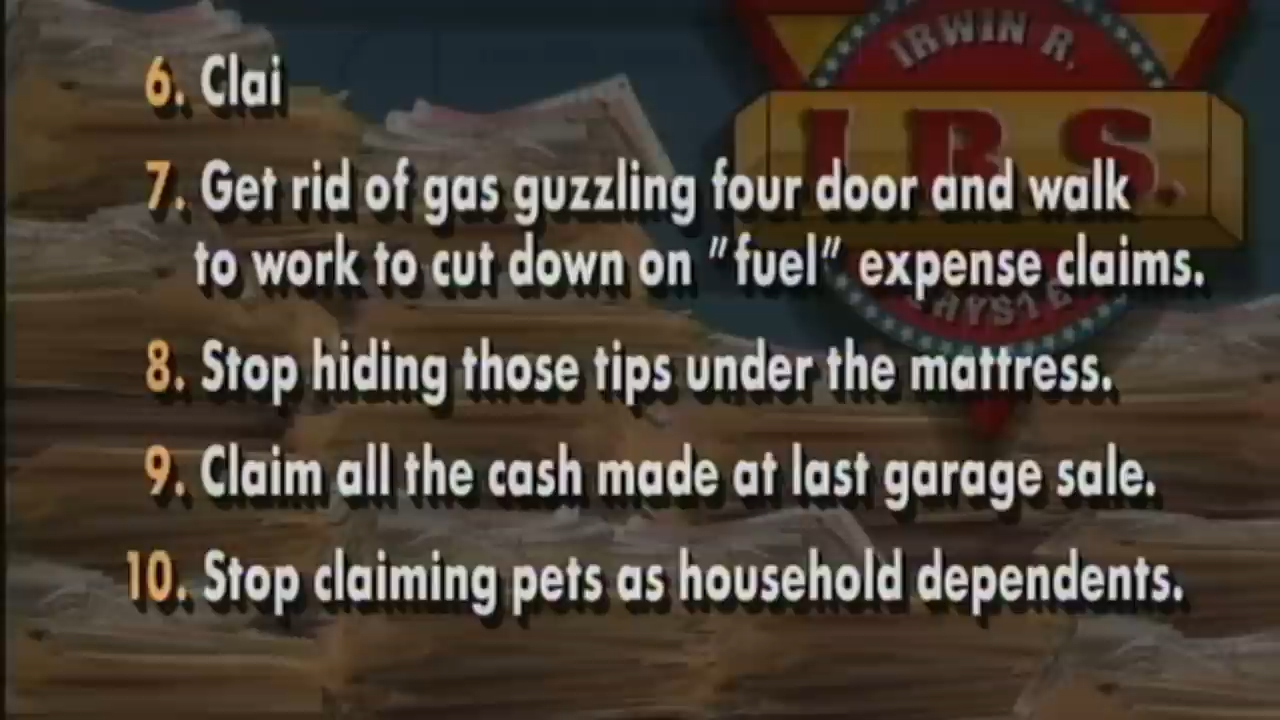 IRWIN R.
I.R.S.
6. Clai
7. Get rid of gas guzzling four door and walk
to work to cut down on "fuel" expense claims.
8. Stop hiding those tips under the mattress.
9. Claim all the cash made at last garage sale.
10. Stop claiming pets as household dependents.